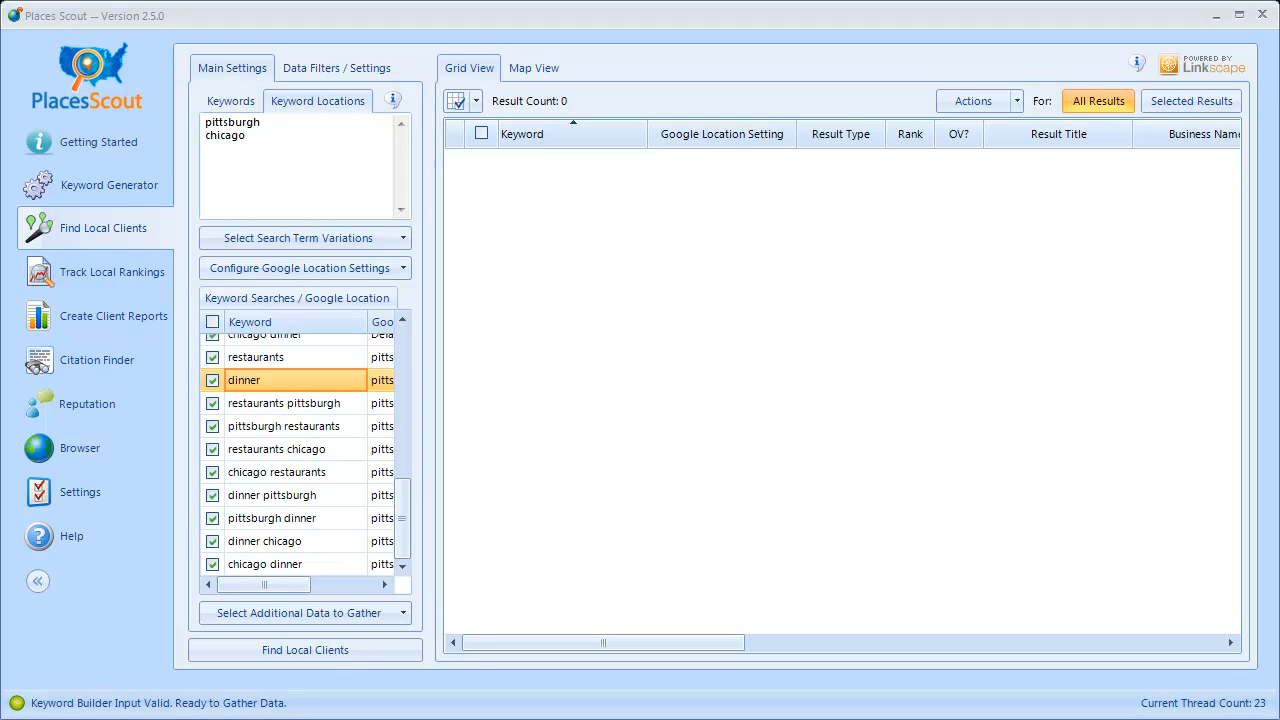 Places Scout -- Version 2.5.0
PlacesScout
Getting Started
Keyword Generator
Find Local Clients
Track Local Rankings
Create Client Reports
Citation Finder
Reputation
Browser
Settings
Help
Main Settings
Data Filters / Settings
Keywords
Keyword Locations
pittsburgh
chicago
Select Search Term Variations
Configure Google Location Settings
Keyword Searches / Google Location
Keyword Goo
chicago dinner Defa
restaurants pitts
dinner pitts
restaurants pittsburgh pitts
pittsburgh restaurants pitts
restaurants chicago pitts
chicago restaurants pitts
dinner pittsburgh pitts
pittsburgh dinner pitts
dinner chicago pitts
chicago dinner pitts
Select Additional Data to Gather
Find Local Clients
Grid View
Map View
POWERED BY
Linkscape
Result Count: 0
Actions
For:
All Results
Selected Results
Keyword Google Location Setting Result Type Rank OV? Result Title Business Name
Keyword Builder Input Valid. Ready to Gather Data.
Current Thread Count: 23